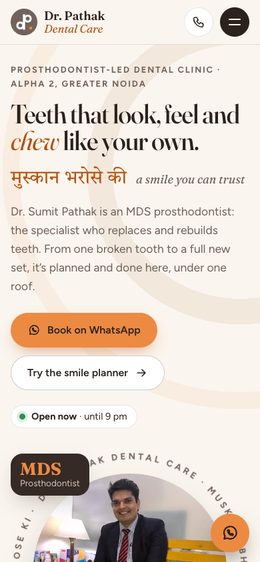 Dr. Pathak
Dental Care
PROSTHODONTIST-LED DENTAL CLINIC ·
ALPHA 2, GREATER NOIDA
Teeth that look, feel and
chew like your own.
मुस्कान भरोसे की a smile you can trust
Dr. Sumit Pathak is an MDS prosthodontist:
the specialist who replaces and rebuilds
teeth. From one broken tooth to a full new
set, it's planned and done here, under one
roof.
Book on WhatsApp
Try the smile planner →
Open now · until 9 pm
MDS
Prosthodontist
OSE KI · D
AK DENTAL CARE · MUSK
BH